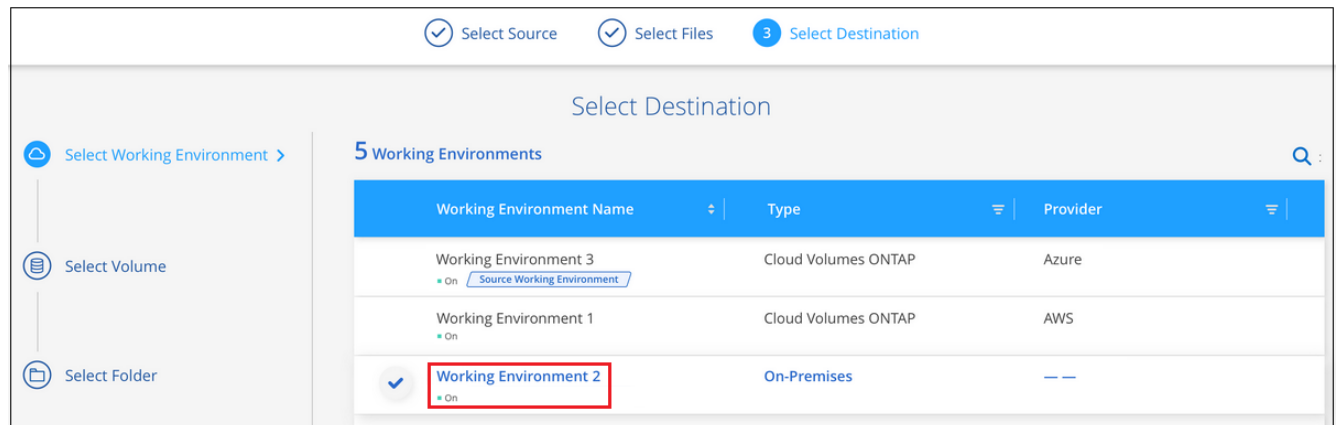 Select Source
Select Files
3 Select Destination
Select Destination
Select Working Environment
5 Working Environments
Working Environment Name Type Provider
Select Volume
Working Environment 3 Cloud Volumes ONTAP Azure
On Source Working Environment
Working Environment 1 Cloud Volumes ONTAP AWS
On
Select Folder
Working Environment 2 On-Premises — —
On